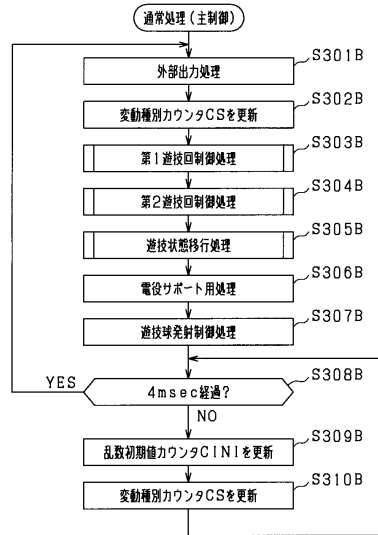 通常処理（主制御）
外部出力処理
S301B
変動種別カウンタCSを更新
S302B
第1遊技回制御処理
S303B
第2遊技回制御処理
S304B
遊技状態移行処理
S305B
電役サポート用処理
S306B
遊技球発射制御処理
S307B
4msec経過?
S308B
YES
NO
乱数初期値カウンタCINIを更新
S309B
変動種別カウンタCSを更新
S310B